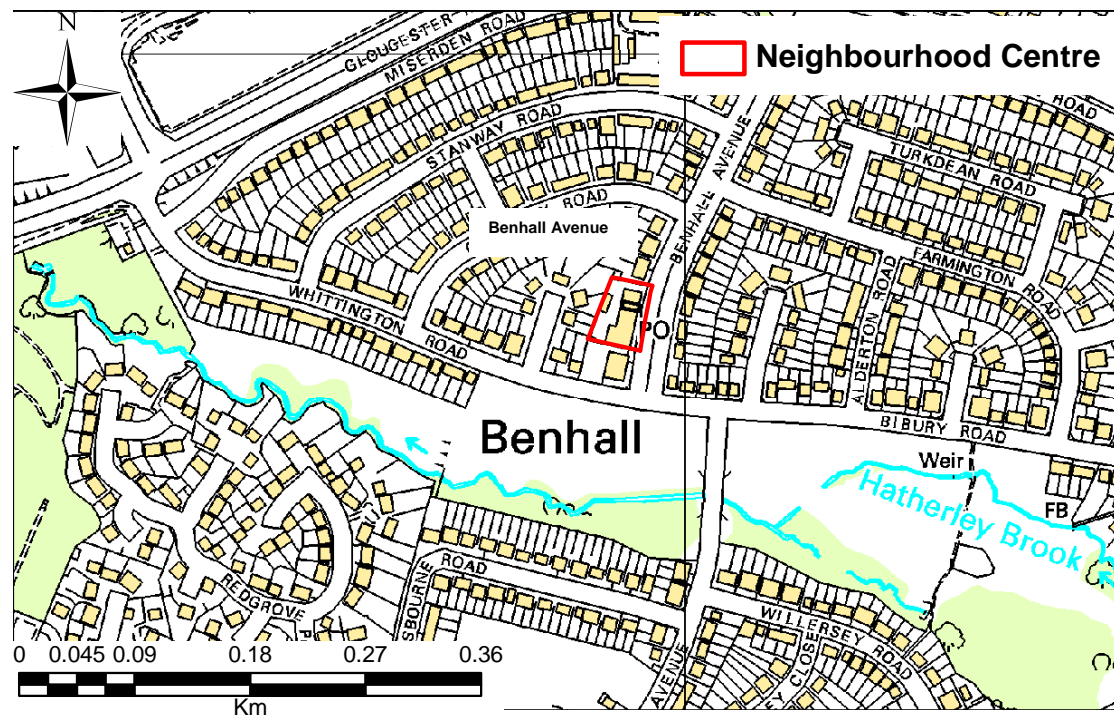 N
GLOUCESTER
MISERDEN ROAD
Neighbourhood Centre
STANWAY ROAD
ROAD
BENHALL AVENUE
TURKDEAN ROAD
ROAD
Benhall Avenue
FARMINGTON ROAD
WHITTINGTON ROAD
PO
ALDERTON ROAD
BIBURY ROAD
Benhall
Weir
Hatherley Brook
FB
REDGROVE
SBOURNE ROAD
WILLERSEY ROAD
AVENUE
EY CLOSE
0 0.045 0.09 0.18 0.27 0.36
Km